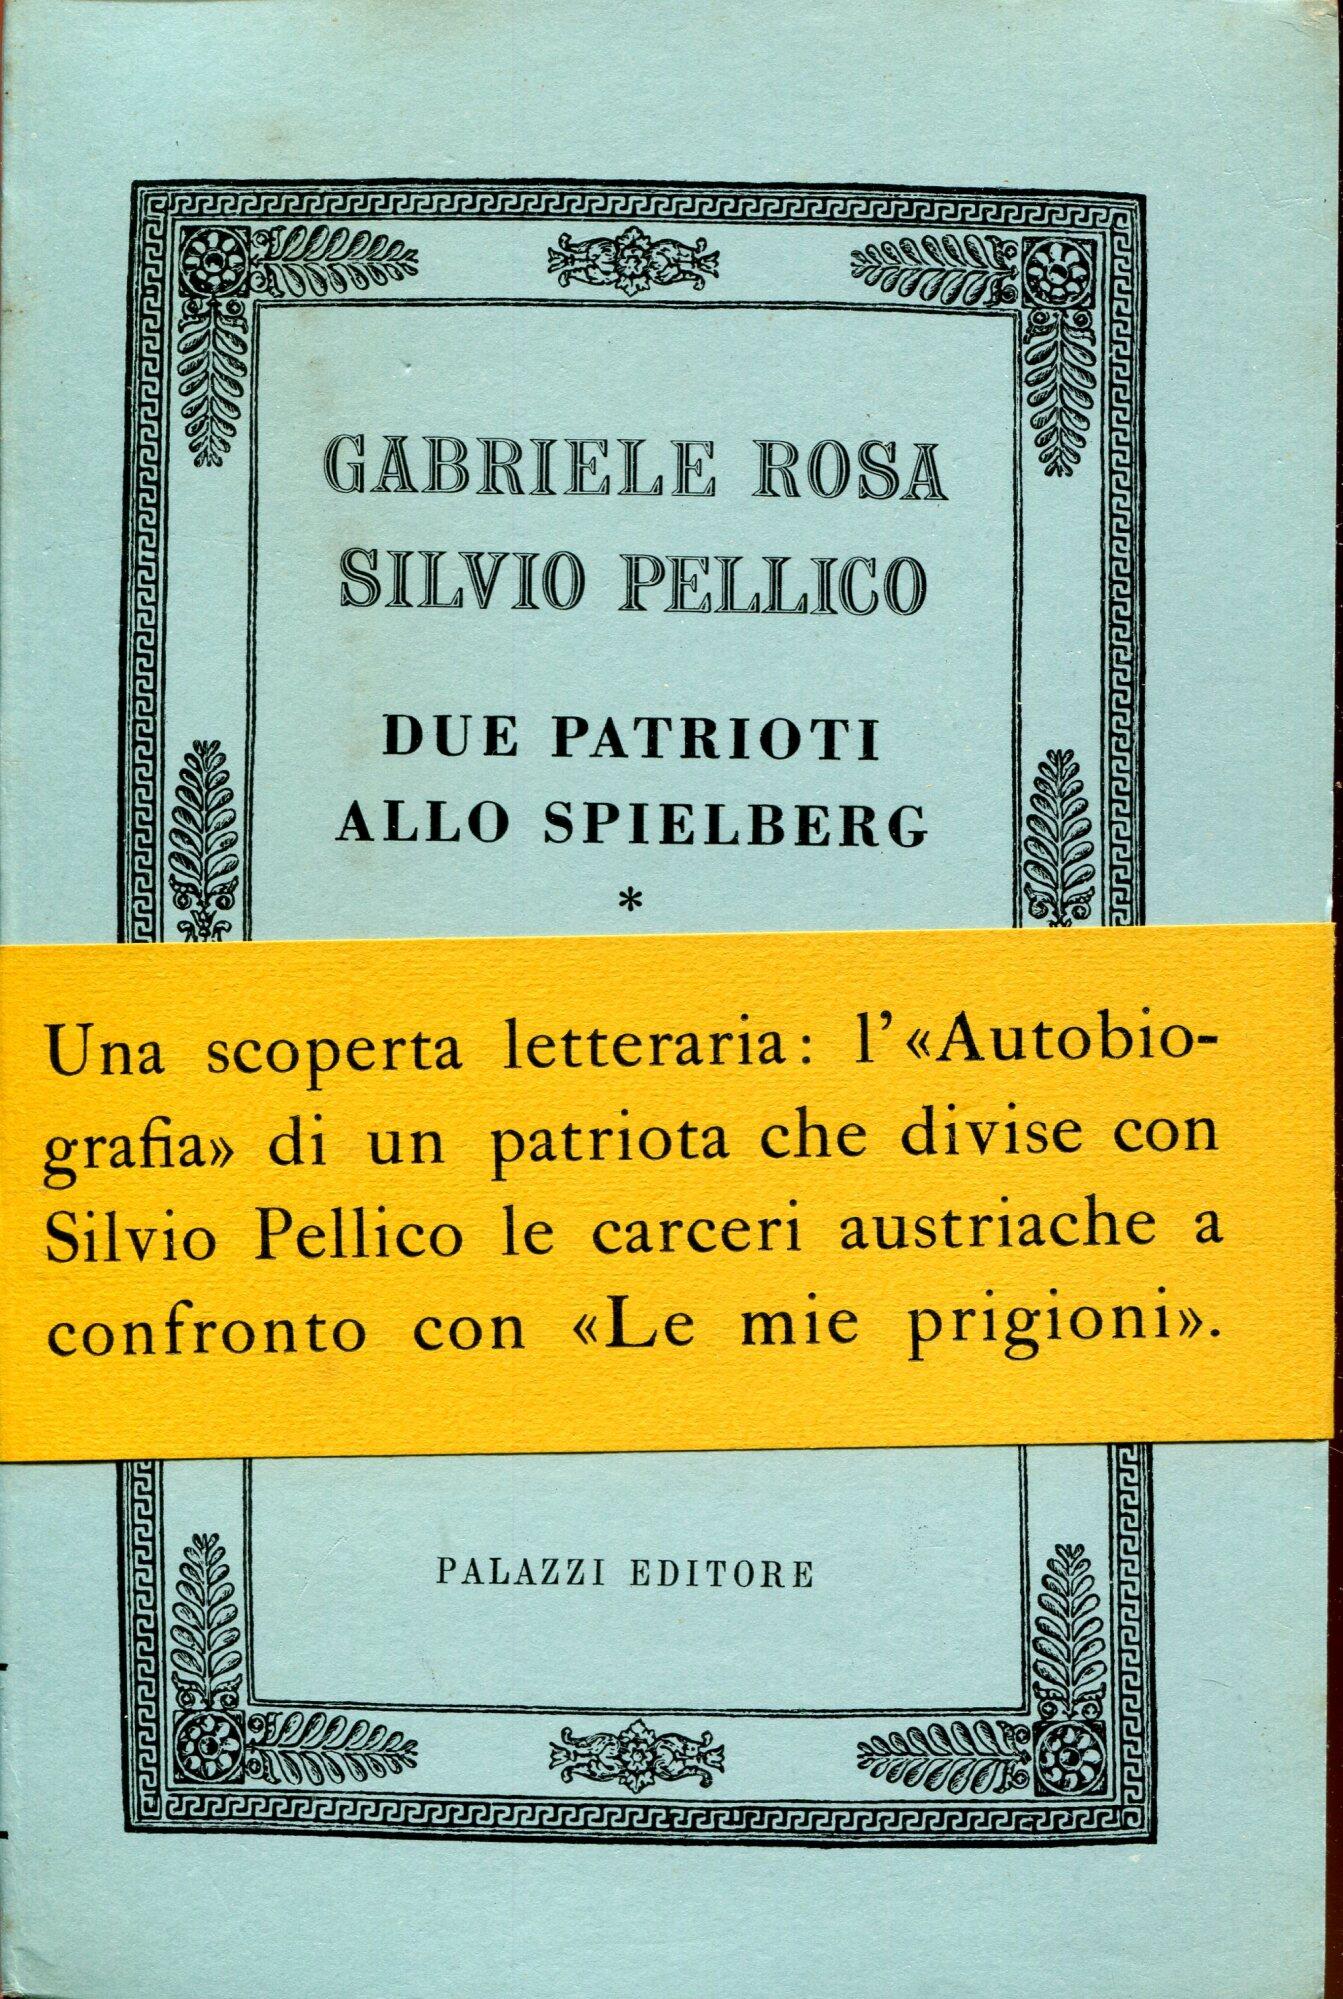 GABRIELE ROSA
SILVIO PELLICO
DUE PATRIOTI
ALLO SPIELBERG
*
Una scoperta letteraria: l'«Autobio-
grafia» di un patriota che divise con
Silvio Pellico le carceri austriache a
confronto con «Le mie prigioni».
PALAZZI EDITORE